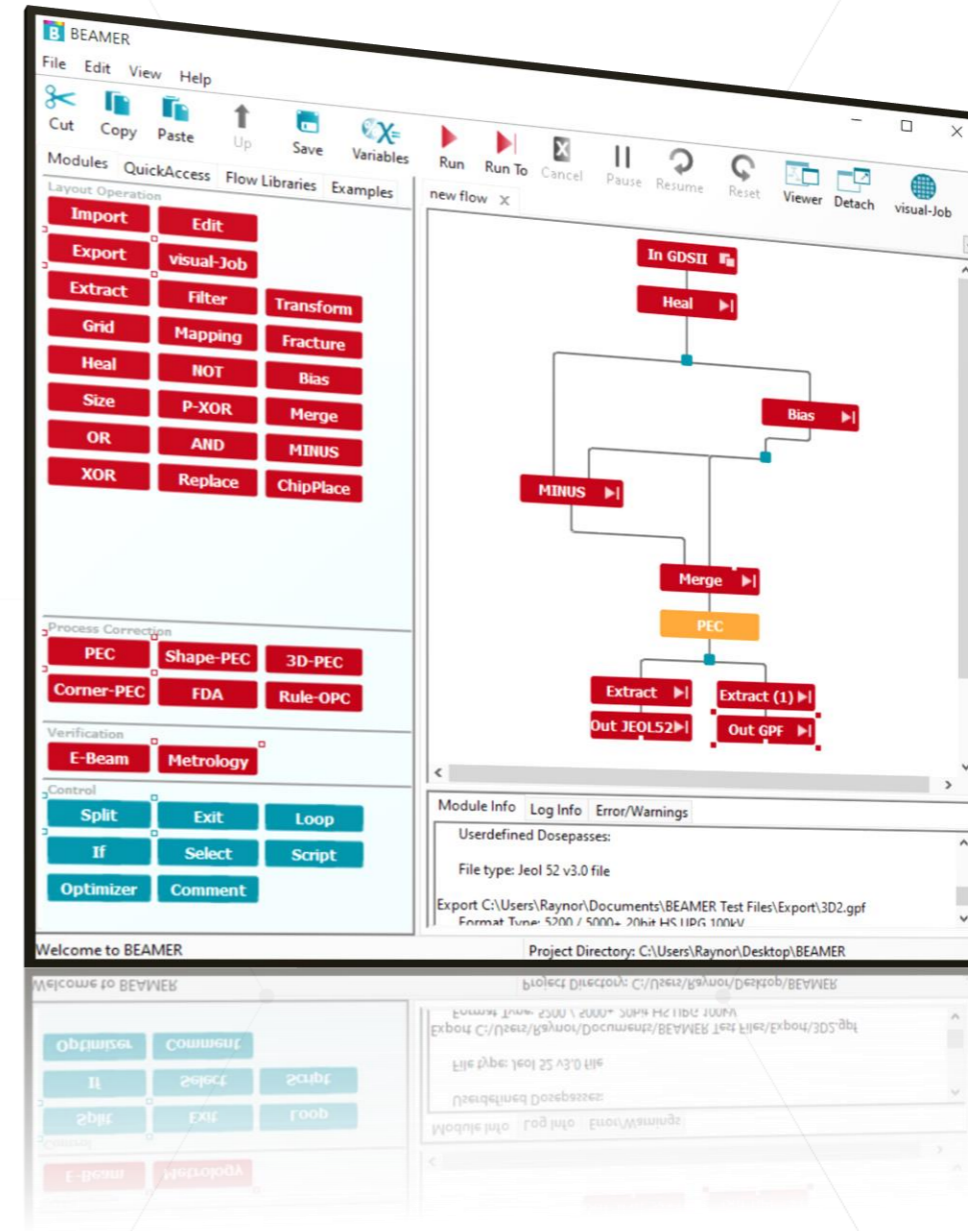 B BEAMER
File Edit View Help
Cut Copy Paste Up Save Variables Run Run To Cancel Pause Resume Reset Viewer Detach visual-Job
Modules QuickAccess Flow Libraries Examples
Layout Operation
Import Edit
Export visual-Job
Extract Filter Transform
Grid Mapping Fracture
Heal NOT Bias
Size P-XOR Merge
OR AND MINUS
XOR Replace ChipPlace
Process Correction
PEC Shape-PEC 3D-PEC
Corner-PEC FDA Rule-OPC
Verification
E-Beam Metrology
Control
Split Exit Loop
If Select Script
Optimizer Comment
new flow X
In GDSII
Heal
Bias
MINUS
Merge
PEC
Extract Extract (1)
Out JEOL52 Out GPF
Module Info Log Info Error/Warnings
Userdefined Dosepasses:
File type: Jeol 52 v3.0 file
Export C:\Users\Raynor\Documents\BEAMER Test Files\Export\3D2.gpf
Format Type: 5200 / 5000+ 20bit HS UPG 100kV
Welcome to BEAMER Project Directory: C:\Users\Raynor\Desktop\BEAMER